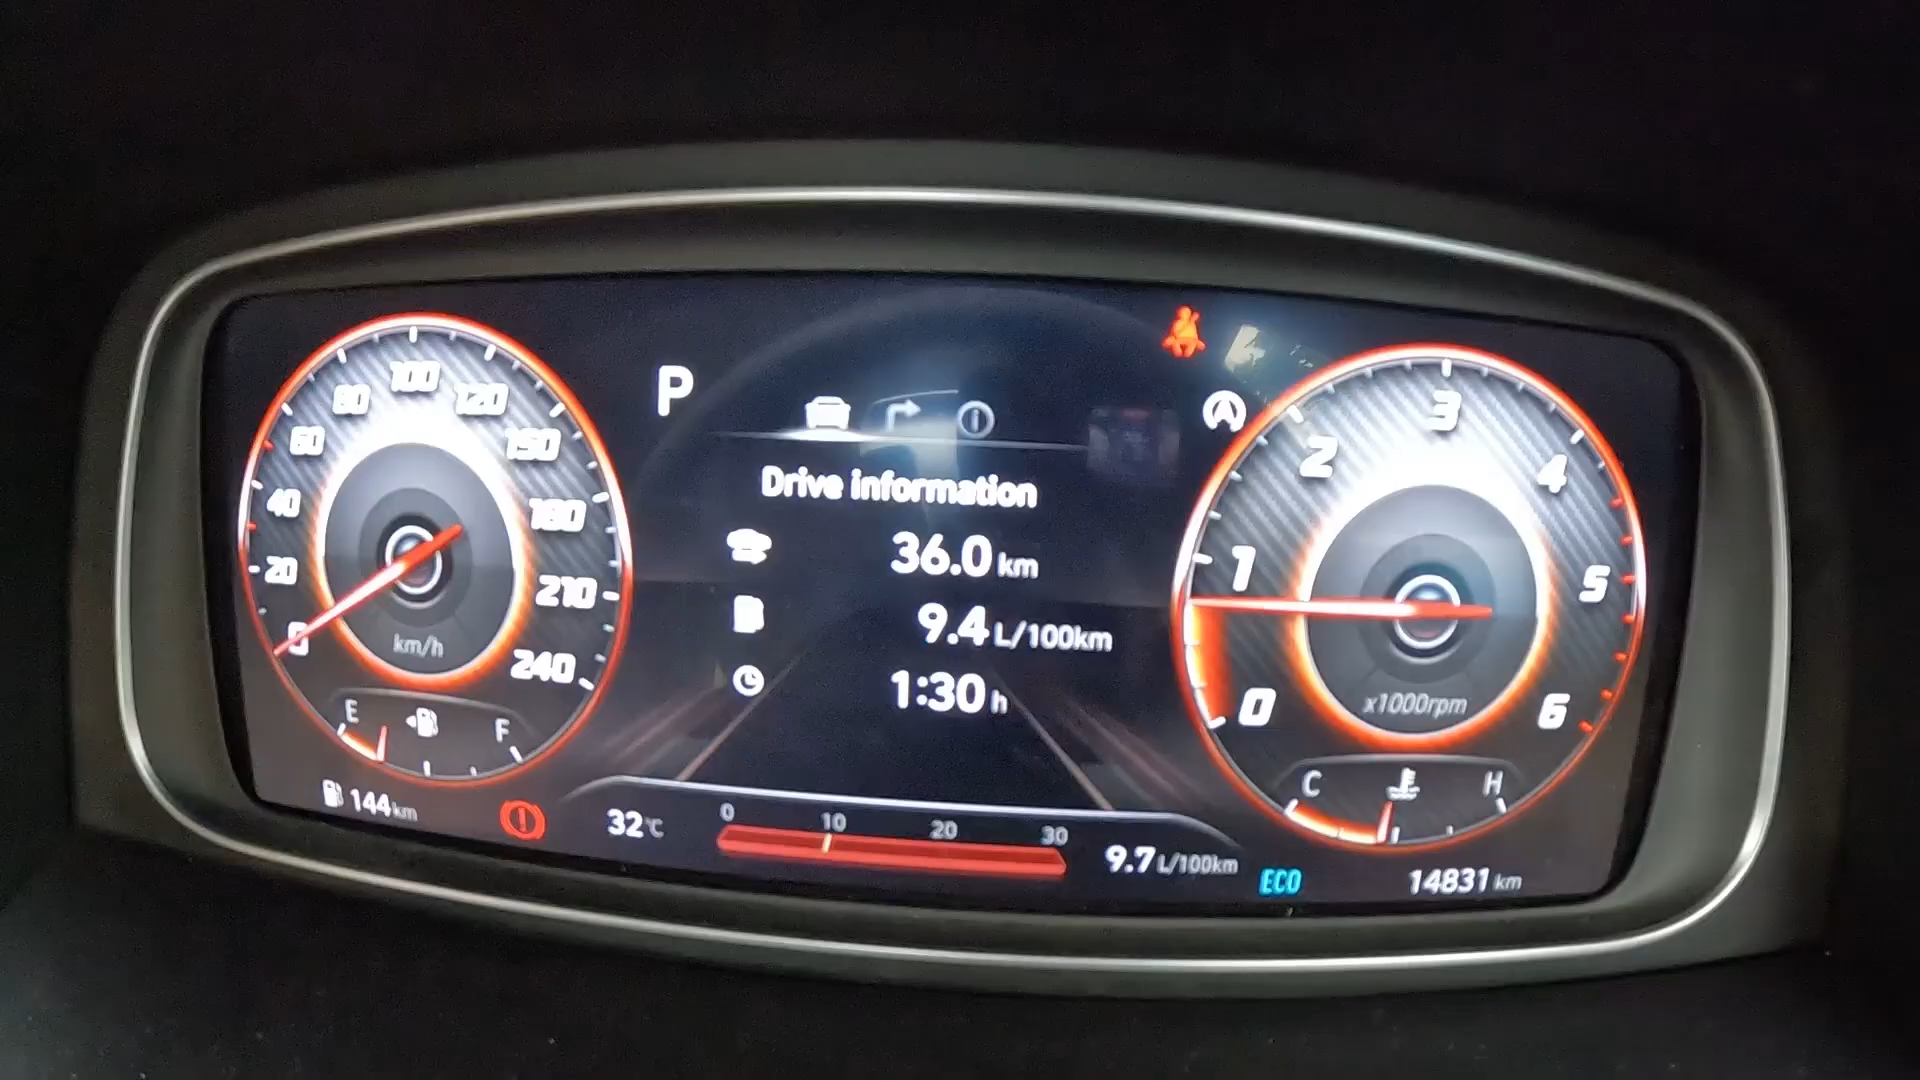 P
Drive information
36.0 km
9.4 L/100km
1:30 h
0
20
40
60
80
100
120
150
180
210
240
km/h
E
F
144 km
32°C
0 10 20 30
9.7 L/100km
ECO
0
1
2
3
4
5
6
x1000rpm
C
H
14831 km